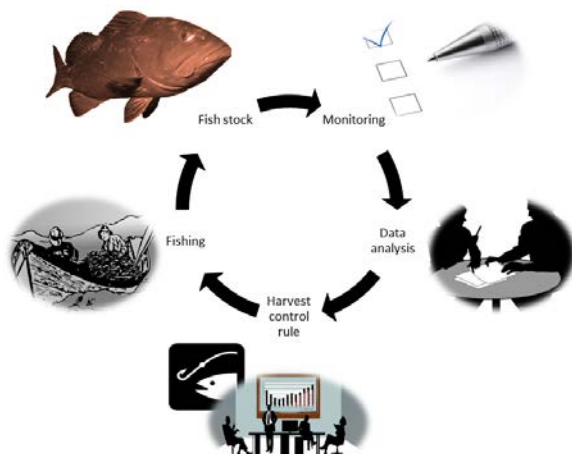 Fish stock
Monitoring
Data
analysis
Harvest
control
rule
Fishing